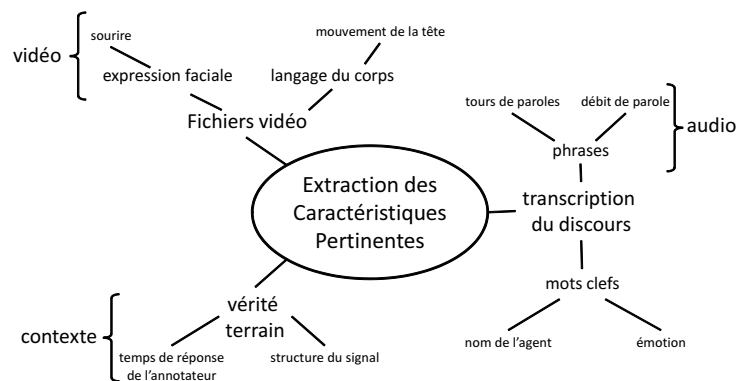 sourire
mouvement de la tête
vidéo
expression faciale
langage du corps
Fichiers vidéo
tours de paroles
débit de parole
audio
phrases
Extraction des
Caractéristiques
Pertinentes
transcription
du discours
mots clefs
nom de l'agent
émotion
vérité
terrain
contexte
temps de réponse
de l'annotateur
structure du signal